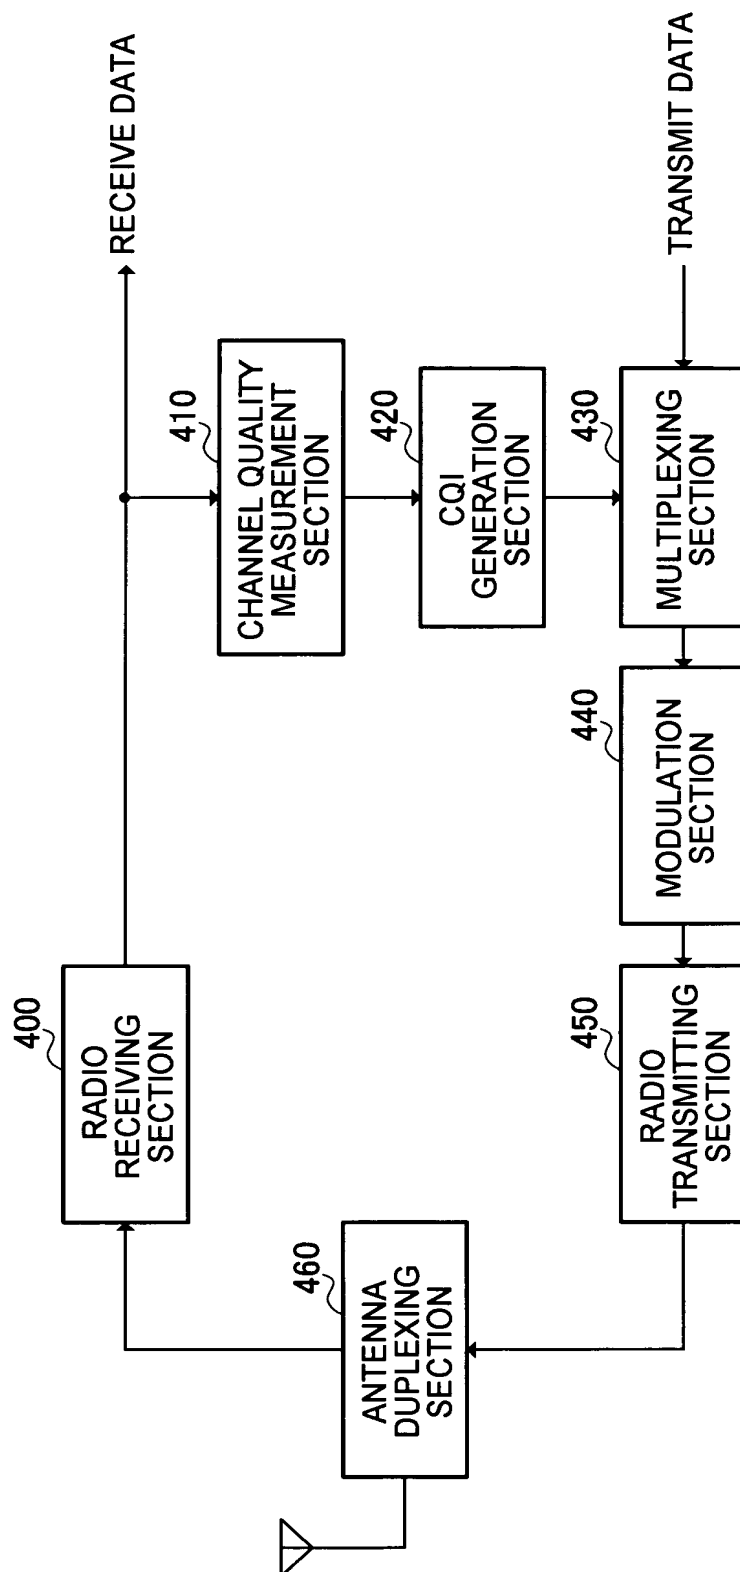 RECEIVE DATA
TRANSMIT DATA
400
RADIO
RECEIVING
SECTION
410
CHANNEL QUALITY
MEASUREMENT
SECTION
420
CQI
GENERATION
SECTION
430
MULTIPLEXING
SECTION
440
MODULATION
SECTION
450
RADIO
TRANSMITTING
SECTION
460
ANTENNA
DUPLEXING
SECTION